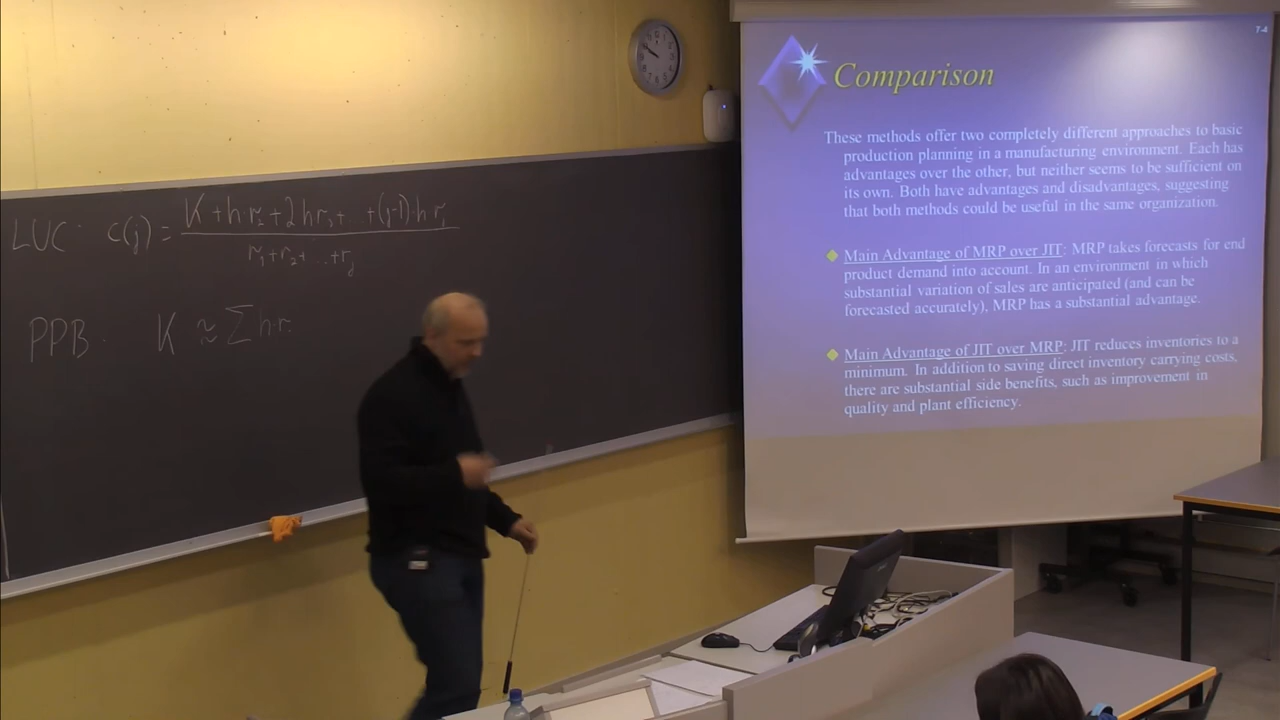 LUC: c(j) = K + h·r₂ + 2hr₃ + +(j-1)·h r_j
r₁+r₂+...+r_j
PPB: K ≈ ∑ h·r
7-4
Comparison
These methods offer two completely different approaches to basic
production planning in a manufacturing environment. Each has
advantages over the other, but neither seems to be sufficient on
its own. Both have advantages and disadvantages, suggesting
that both methods could be useful in the same organization.
Main Advantage of MRP over JIT: MRP takes forecasts for end
product demand into account. In an environment in which
substantial variation of sales are anticipated (and can be
forecasted accurately), MRP has a substantial advantage.
Main Advantage of JIT over MRP: JIT reduces inventories to a
minimum. In addition to saving direct inventory carrying costs,
there are substantial side benefits, such as improvement in
quality and plant efficiency.